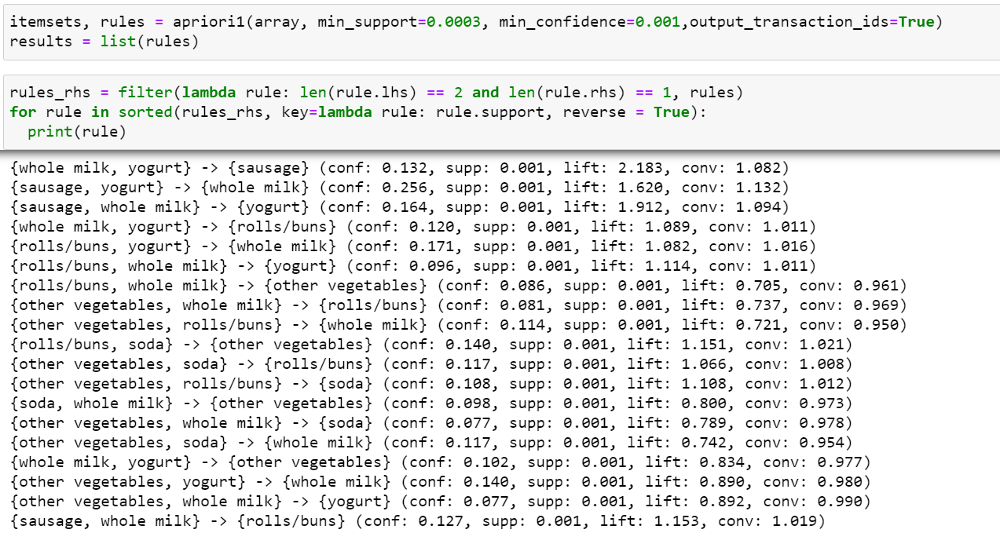 itemsets, rules = apriori1(array, min_support=0.0003, min_confidence=0.001,output_transaction_ids=True)
results = list(rules)
rules_rhs = filter(lambda rule: len(rule.lhs) == 2 and len(rule.rhs) == 1, rules)
for rule in sorted(rules_rhs, key=lambda rule: rule.support, reverse = True):
  print(rule)
{whole milk, yogurt} -> {sausage} (conf: 0.132, supp: 0.001, lift: 2.183, conv: 1.082)
{sausage, yogurt} -> {whole milk} (conf: 0.256, supp: 0.001, lift: 1.620, conv: 1.132)
{sausage, whole milk} -> {yogurt} (conf: 0.164, supp: 0.001, lift: 1.912, conv: 1.094)
{whole milk, yogurt} -> {rolls/buns} (conf: 0.120, supp: 0.001, lift: 1.089, conv: 1.011)
{rolls/buns, yogurt} -> {whole milk} (conf: 0.171, supp: 0.001, lift: 1.082, conv: 1.016)
{rolls/buns, whole milk} -> {yogurt} (conf: 0.096, supp: 0.001, lift: 1.114, conv: 1.011)
{rolls/buns, whole milk} -> {other vegetables} (conf: 0.086, supp: 0.001, lift: 0.705, conv: 0.961)
{other vegetables, whole milk} -> {rolls/buns} (conf: 0.081, supp: 0.001, lift: 0.737, conv: 0.969)
{other vegetables, rolls/buns} -> {whole milk} (conf: 0.114, supp: 0.001, lift: 0.721, conv: 0.950)
{rolls/buns, soda} -> {other vegetables} (conf: 0.140, supp: 0.001, lift: 1.151, conv: 1.021)
{other vegetables, soda} -> {rolls/buns} (conf: 0.117, supp: 0.001, lift: 1.066, conv: 1.008)
{other vegetables, rolls/buns} -> {soda} (conf: 0.108, supp: 0.001, lift: 1.108, conv: 1.012)
{soda, whole milk} -> {other vegetables} (conf: 0.098, supp: 0.001, lift: 0.800, conv: 0.973)
{other vegetables, whole milk} -> {soda} (conf: 0.077, supp: 0.001, lift: 0.789, conv: 0.978)
{other vegetables, soda} -> {whole milk} (conf: 0.117, supp: 0.001, lift: 0.742, conv: 0.954)
{whole milk, yogurt} -> {other vegetables} (conf: 0.102, supp: 0.001, lift: 0.834, conv: 0.977)
{other vegetables, yogurt} -> {whole milk} (conf: 0.140, supp: 0.001, lift: 0.890, conv: 0.980)
{other vegetables, whole milk} -> {yogurt} (conf: 0.077, supp: 0.001, lift: 0.892, conv: 0.990)
{sausage, whole milk} -> {rolls/buns} (conf: 0.127, supp: 0.001, lift: 1.153, conv: 1.019)